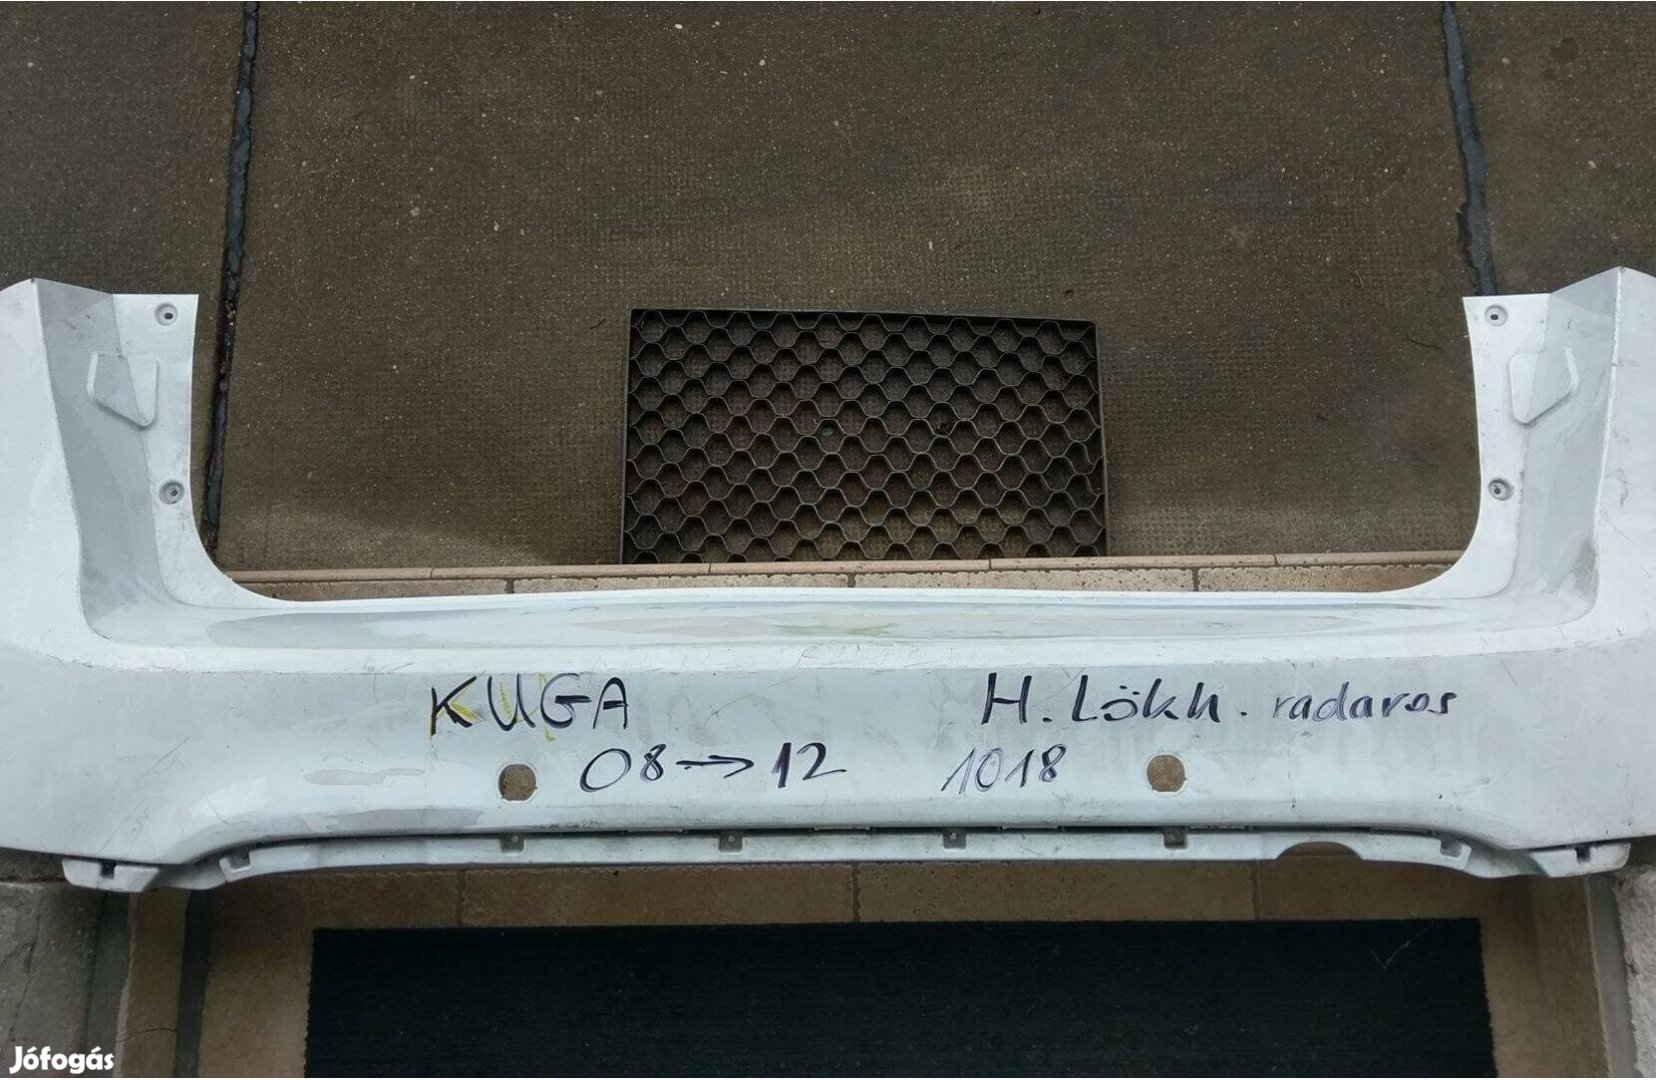 KUGA H. Lökh. radaros
08→12 1018
Jófogás